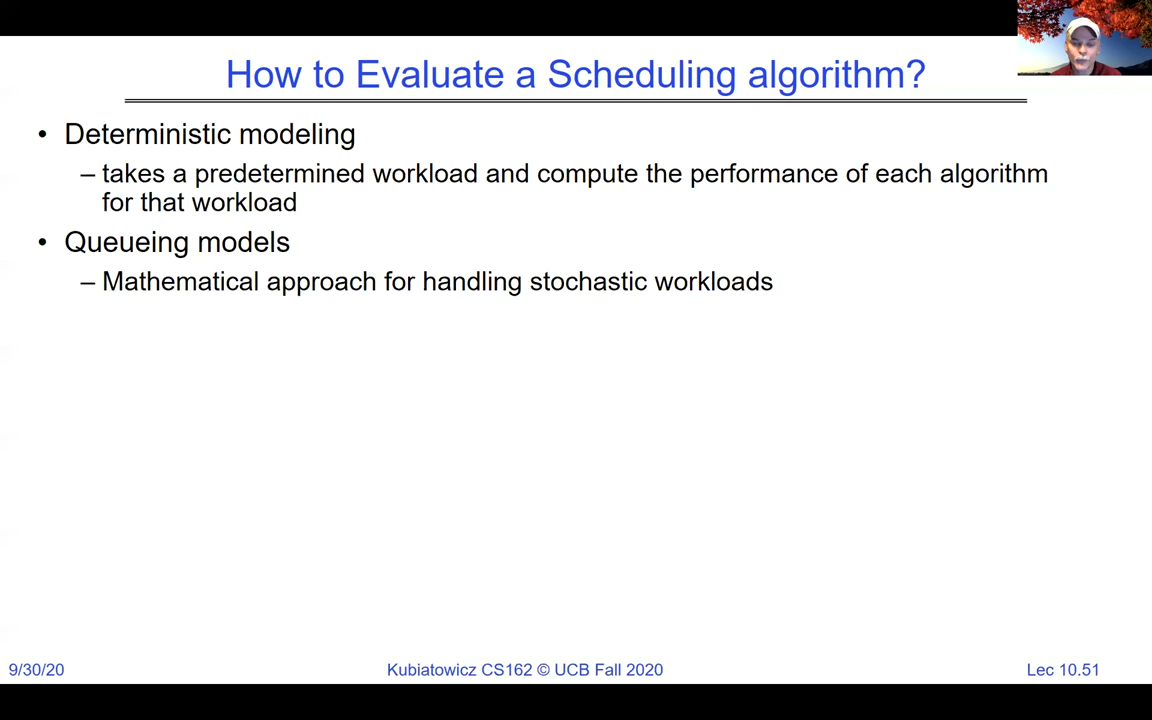 How to Evaluate a Scheduling algorithm?
• Deterministic modeling
– takes a predetermined workload and compute the performance of each algorithm
for that workload
• Queueing models
– Mathematical approach for handling stochastic workloads
9/30/20
Kubiatowicz CS162 © UCB Fall 2020
Lec 10.51